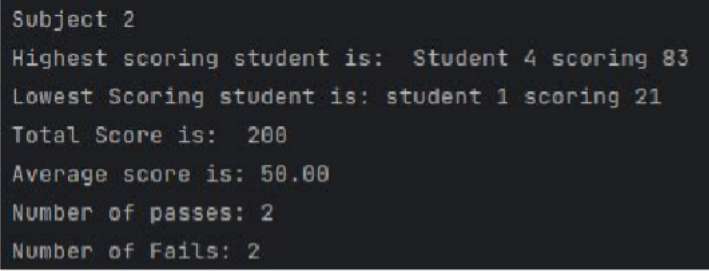 Subject 2
Highest scoring student is:  Student 4 scoring 83
Lowest Scoring student is: student 1 scoring 21
Total Score is:  200
Average score is: 50.00
Number of passes: 2
Number of Fails: 2